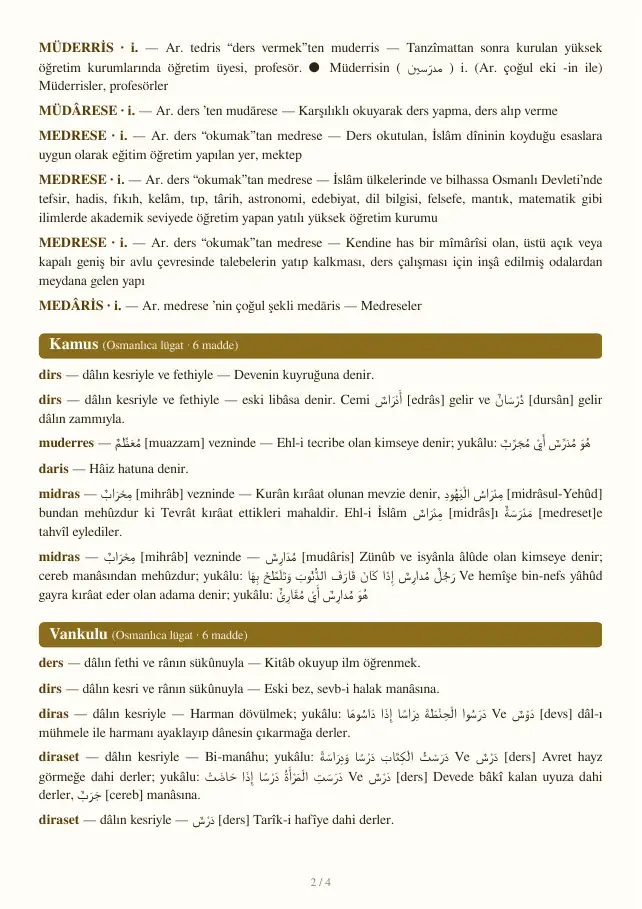 MÜDERRİS · i. — Ar. tedris “ders vermek”ten muderris — Tanzîmattan sonra kurulan yüksek
öğretim kurumlarında öğretim üyesi, profesör. ● Müderrisin ( مدرّسين ) i. (Ar. çoğul eki -in ile)
Müderrisler, profesörler
MÜDÂRESE · i. — Ar. ders ’ten mudārese — Karşılıklı okuyarak ders yapma, ders alıp verme
MEDRESE · i. — Ar. ders “okumak”tan medrese — Ders okutulan, İslâm dîninin koyduğu esaslara
uygun olarak eğitim öğretim yapılan yer, mektep
MEDRESE · i. — Ar. ders “okumak”tan medrese — İslâm ülkelerinde ve bilhassa Osmanlı Devleti’nde
tefsir, hadis, fıkıh, kelâm, tıp, târih, astronomi, edebiyat, dil bilgisi, felsefe, mantık, matematik gibi
ilimlerde akademik seviyede öğretim yapan yatılı yüksek öğretim kurumu
MEDRESE · i. — Ar. ders “okumak”tan medrese — Kendine has bir mîmârîsi olan, üstü açık veya
kapalı geniş bir avlu çevresinde talebelerin yatıp kalkması, ders çalışması için inşâ edilmiş odalardan
meydana gelen yapı
MEDÂRİS · i. — Ar. medrese ’nin çoğul şekli medāris — Medreseler
Kamus (Osmanlıca lügat · 6 madde)
dirs — dâlın kesriyle ve fethiyle — Devenin kuyruğuna denir.
dirs — dâlın kesriyle ve fethiyle — eski libâsa denir. Cemi أَدْرَاسٌ [edrâs] gelir ve دُرْسَانٌ [dursân] gelir
dâlın zammıyla.
muderres — مُعَظَّمٌ [muazzam] vezninde — Ehl-i tecribe olan kimseye denir; yukâlu: هُوَ مُدَرَّسٌ أَيْ مُجَرَّبٌ
daris — Hâiz hatuna denir.
midras — مِحْرَابٌ [mihrâb] vezninde — Kurân kırâat olunan mevzie denir, مِدْرَاسُ الْيَهُودِ [midrâsul-Yehûd]
bundan mehûzdur ki Tevrât kırâat ettikleri mahaldir. Ehl-i İslâm مِدْرَاسٌ [midrâs]ı مَدْرَسَةٌ [medreset]e
tahvîl eylediler.
midras — مِحْرَابٌ [mihrâb] vezninde — مُدَارِسٌ [mudâris] Zünûb ve isyânla âlûde olan kimseye denir;
cereb manâsından mehûzdur; yukâlu: رَجُلٌ مُدارِسٌ إِذَا كَانَ قَارَفَ الذُّنُوبَ وَتَلَطَّخَ بِهَا Ve hemîşe bin-nefs yâhûd
gayra kırâat eder olan adama denir; yukâlu: هُوَ مُدارِسٌ أَيْ مُقَارِئٌ
Vankulu (Osmanlıca lügat · 6 madde)
ders — dâlın fethi ve rânın sükûnuyla — Kitâb okuyup ilm öğrenmek.
dirs — dâlın kesri ve rânın sükûnuyla — Eski bez, sevb-i halak manâsına.
diras — dâlın kesriyle — Harman dövülmek; yukâlu: دَرَسُوا الْحِنْطَةَ دِرَاسًا إِذَا دَاسُوهَا Ve دَوْسٌ [devs] dâl-ı
mühmele ile harmanı ayaklayıp dânesin çıkarmağa derler.
diraset — dâlın kesriyle — Bi-manâhu; yukâlu: دَرَسْتُ الْكِتَابَ دَرْسًا وَدِرَاسَةً Ve دَرْسٌ [ders] Avret hayz
görmeğe dahi derler; yukâlu: دَرَسَتِ الْمَرْأَةُ دَرْسًا إِذَا حَاضَتْ Ve دَرْسٌ [ders] Devede bâkî kalan uyuza dahi
derler, جَرَبٌ [cereb] manâsına.
diraset — dâlın kesriyle — دَرْسٌ [ders] Tarîk-i hafîye dahi derler.
2 / 4